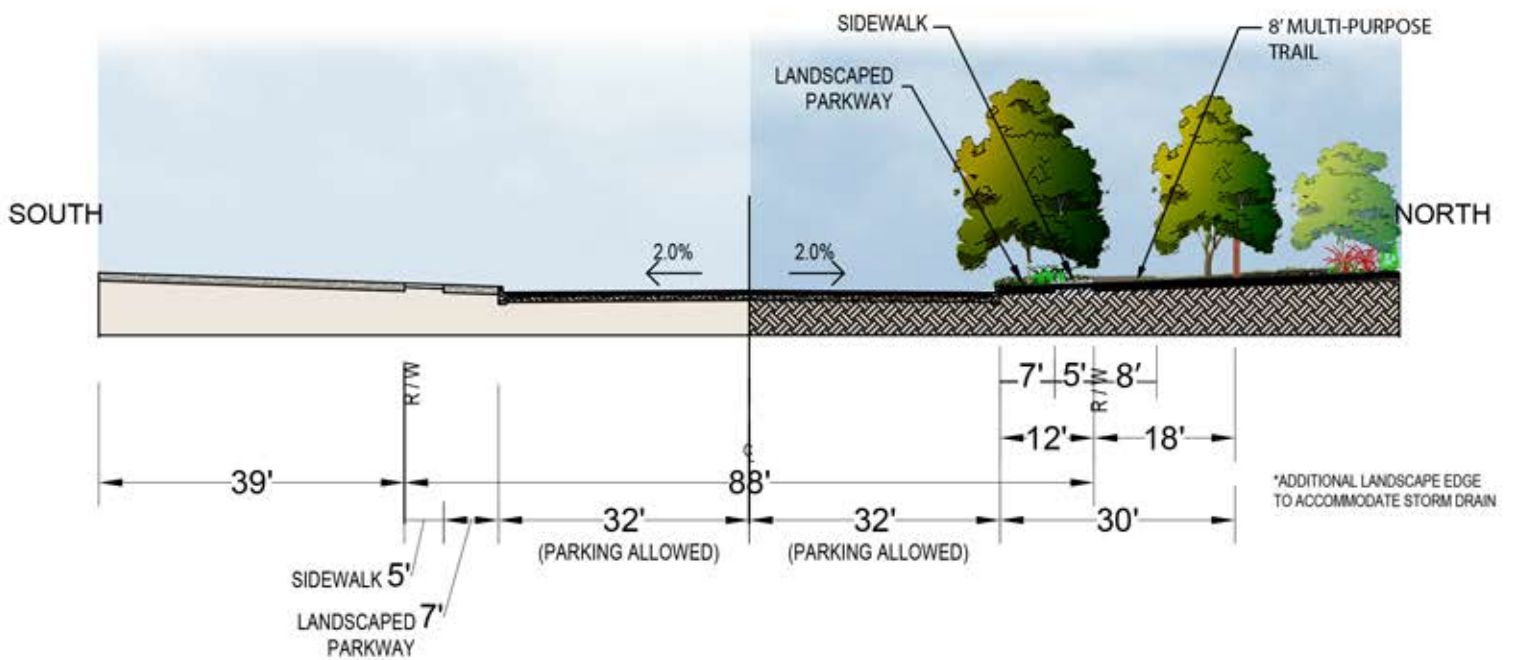 SIDEWALK
8' MULTI-PURPOSE
TRAIL
LANDSCAPED
PARKWAY
SOUTH
NORTH
2.0%
2.0%
R / W
7'
5'
R / W
8'
12'
18'
℄
39'
88'
*ADDITIONAL LANDSCAPE EDGE
TO ACCOMMODATE STORM DRAIN
32'
32'
30'
(PARKING ALLOWED)
(PARKING ALLOWED)
SIDEWALK 5'
LANDSCAPED 7'
PARKWAY